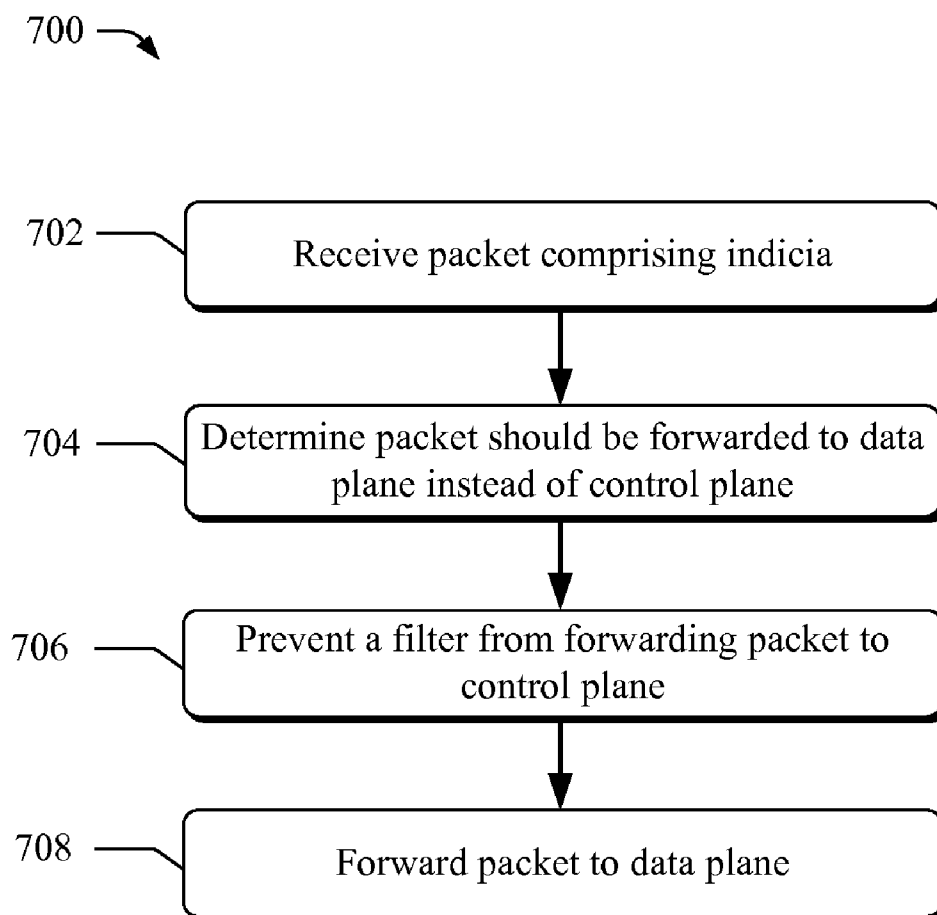 700
702
Receive packet comprising indicia
704
Determine packet should be forwarded to data
plane instead of control plane
706
Prevent a filter from forwarding packet to
control plane
708
Forward packet to data plane